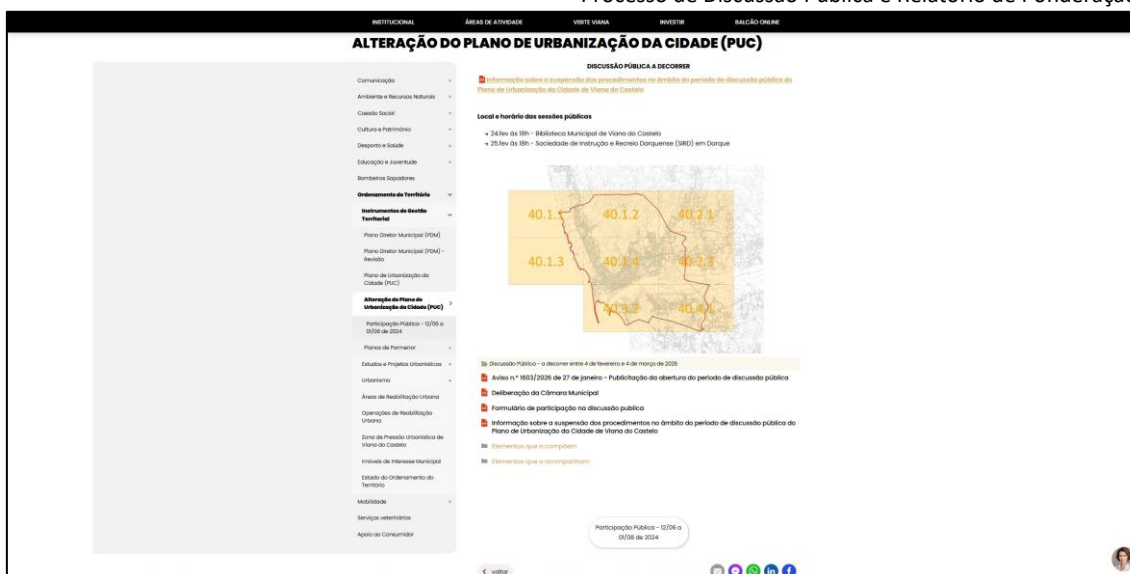 Processo de Discussão Pública e Relatório de Ponderação
INSTITUCIONAL ÁREAS DE ATIVIDADE VISITE VIANA INVESTIR BALCÃO ONLINE
ALTERAÇÃO DO PLANO DE URBANIZAÇÃO DA CIDADE (PUC)
Comunicação
Ambiente e Recursos Naturais
Coesão Social
Cultura e Património
Desporto e Saúde
Educação e Juventude
Bombeiros Sapadores
Ordenamento do Território
Instrumentos de Gestão
Territorial
Plano Diretor Municipal (PDM)
Plano Diretor Municipal (PDM) -
Revisão
Plano de Urbanização da
Cidade (PUC)
Alteração do Plano de
Urbanização da Cidade (PUC)
Participação Pública - 12/06 a
01/08 de 2024
Planos de Pormenor
Estudos e Projetos Urbanísticos
Urbanismo
Áreas de Reabilitação Urbana
Operações de Reabilitação
Urbana
Zona de Pressão Urbanística de
Viana do Castelo
Imóveis de Interesse Municipal
Estado do Ordenamento do
Território
Mobilidade
Serviços veterinários
Apoio ao Consumidor
DISCUSSÃO PÚBLICA A DECORRER
Informação sobre a suspensão dos procedimentos no âmbito do período de discussão pública do
Plano de Urbanização da Cidade de Viana do Castelo
Local e horário das sessões públicas
24.fev às 18h - Biblioteca Municipal de Viana do Castelo
25.fev às 18h - Sociedade de Instrução e Recreio Darquense (SIRD) em Darque
40.1.1 40.1.2 40.2.1
40.1.3 40.1.4 40.2.3
40.3.2 40.4.1
Discussão Pública - a decorrer entre 4 de fevereiro e 4 de março de 2026
Aviso n.º 1603/2026 de 27 de janeiro - Publicitação da abertura do período de discussão pública
Deliberação da Câmara Municipal
Formulário de participação na discussão publica
Informação sobre a suspensão dos procedimentos no âmbito do período de discussão pública do
Plano de Urbanização da Cidade de Viana do Castelo
Elementos que a compõem
Elementos que a acompanham
Participação Pública - 12/06 a
01/08 de 2024
voltar